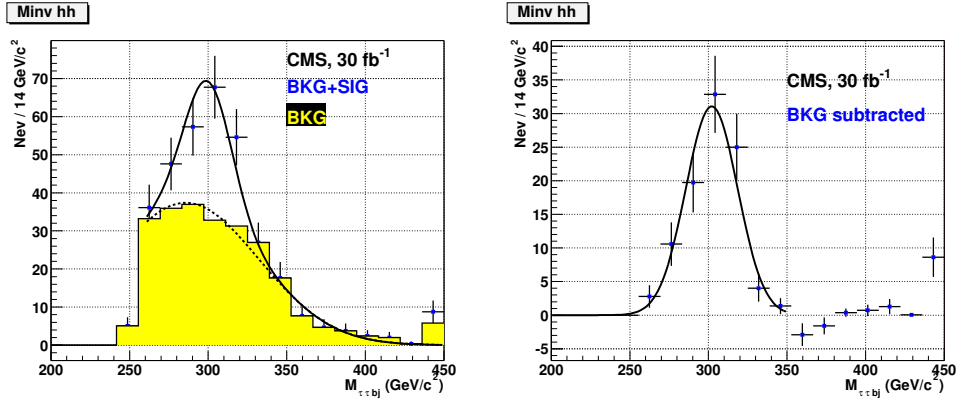 Minv hh
Nev / 14 GeV/c²
70
60
50
40
30
20
10
0
CMS, 30 fb⁻¹
BKG+SIG
BKG
200 250 300 350 400 450
M_ττbj (GeV/c²)
Minv hh
Nev / 14 GeV/c²
40
35
30
25
20
15
10
5
0
-5
CMS, 30 fb⁻¹
BKG subtracted
200 250 300 350 400 450
M_ττbj (GeV/c²)